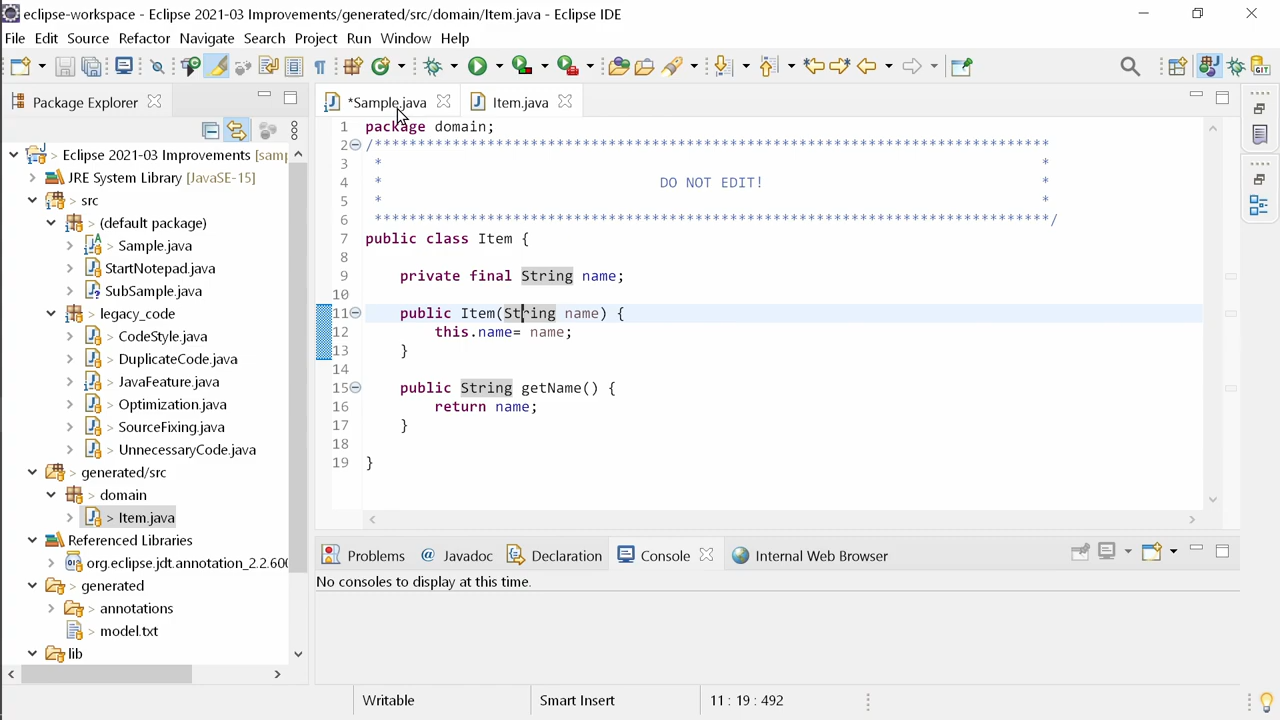 eclipse-workspace - Eclipse 2021-03 Improvements/generated/src/domain/Item.java - Eclipse IDE
File Edit Source Refactor Navigate Search Project Run Window Help
Package Explorer
> Eclipse 2021-03 Improvements [samp
JRE System Library [JavaSE-15]
> src
> (default package)
> Sample.java
> StartNotepad.java
> SubSample.java
> legacy_code
> CodeStyle.java
> DuplicateCode.java
> JavaFeature.java
> Optimization.java
> SourceFixing.java
> UnnecessaryCode.java
> generated/src
> domain
> Item.java
Referenced Libraries
org.eclipse.jdt.annotation_2.2.600
> generated
> annotations
> model.txt
> lib
*Sample.java Item.java
1 package domain;
2 /******************************************************************************
3 * *
4 * DO NOT EDIT! *
5 * *
6 ******************************************************************************/
7 public class Item {
8
9 private final String name;
10
11 public Item(String name) {
12 this.name= name;
13 }
14
15 public String getName() {
16 return name;
17 }
18
19 }
Problems @ Javadoc Declaration Console Internal Web Browser
No consoles to display at this time.
Writable Smart Insert 11 : 19 : 492
GIT